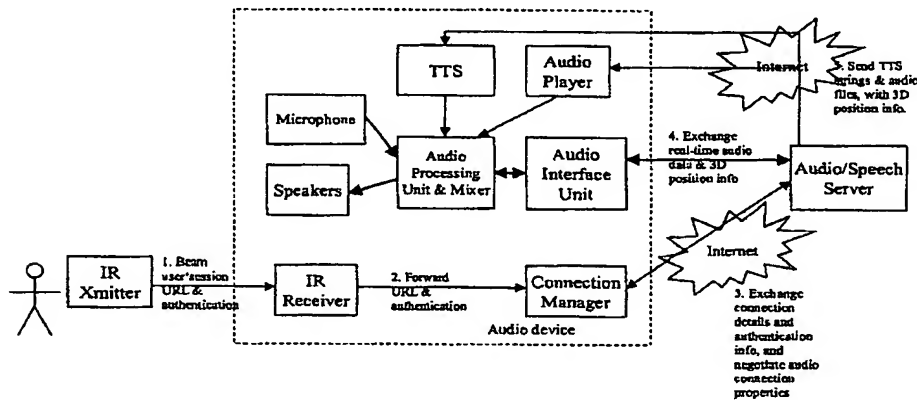 TTS
Audio
Player
Internet
Send TTS
& audio
files, with 3D
position info.
Microphone
Audio
Processing
Unit & Mixer
Audio
Interface
Unit
4. Exchange
real-time audio
data & 3D
position info
Audio/Speech
Server
Speakers
Internet
IR
Xmitter
1. Beam
user'session
URL &
authentication
IR
Receiver
2. Forward
URL &
authentication
Connection
Manager
Audio device
3. Exchange
connection
details and
authentication
info, and
negotiate audio
connection
properties